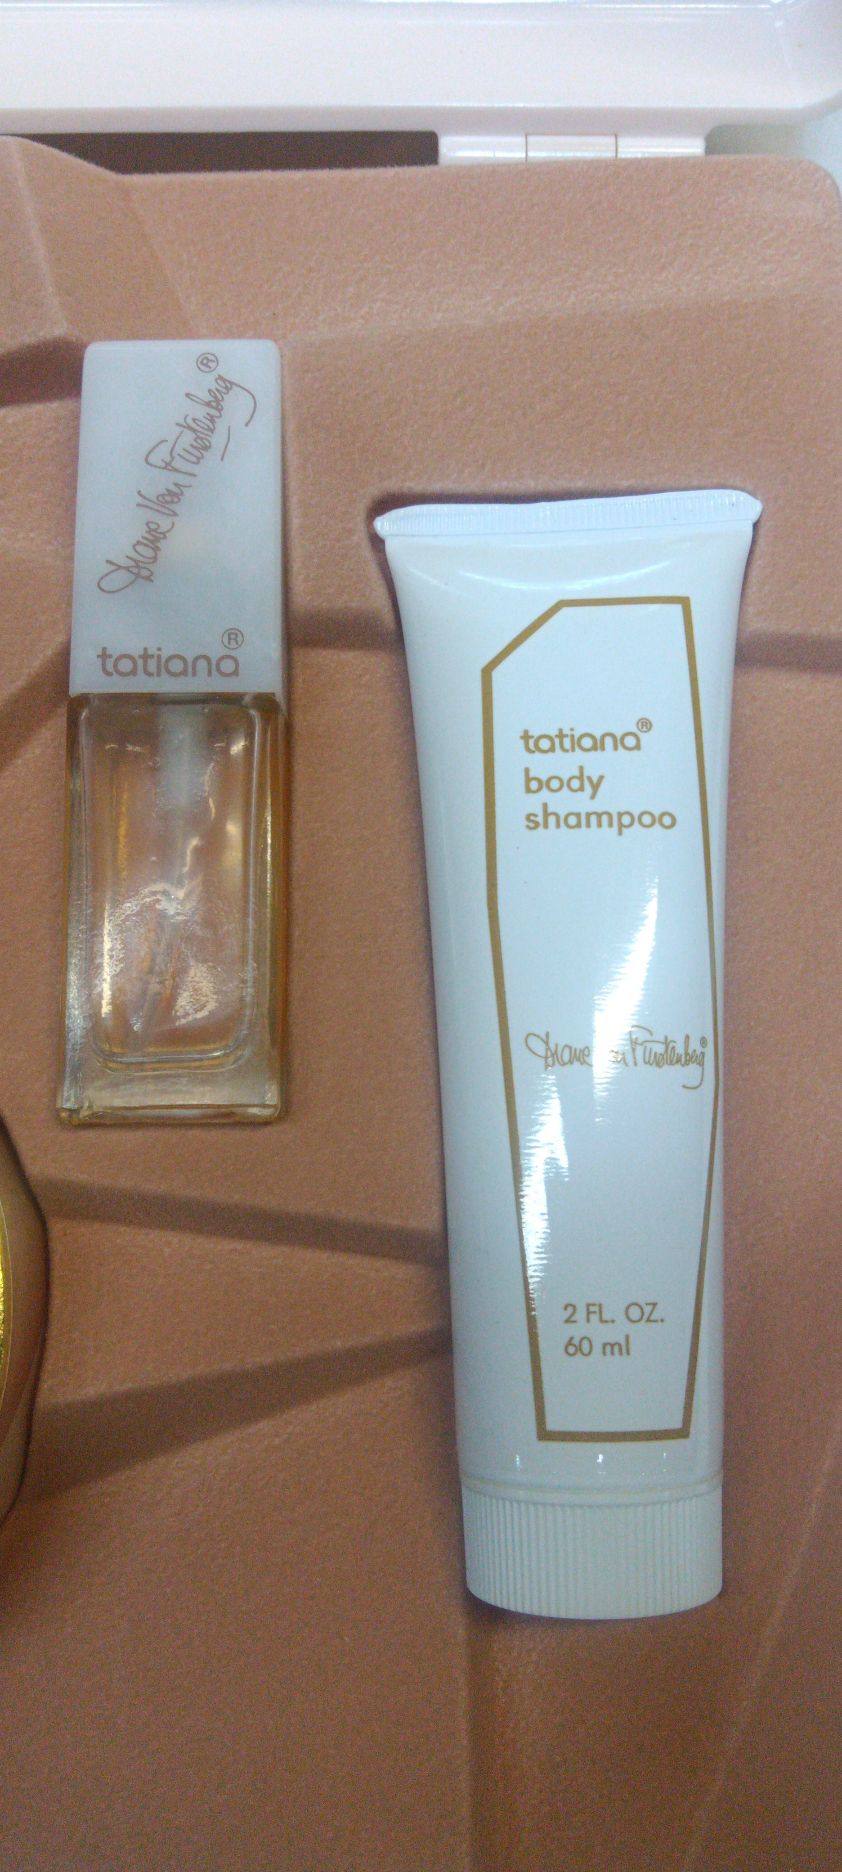 Diane Von Furstenberg®
tatiana®
tatiana®
body
shampoo
Diane Von Furstenberg®
2 FL. OZ.
60 ml